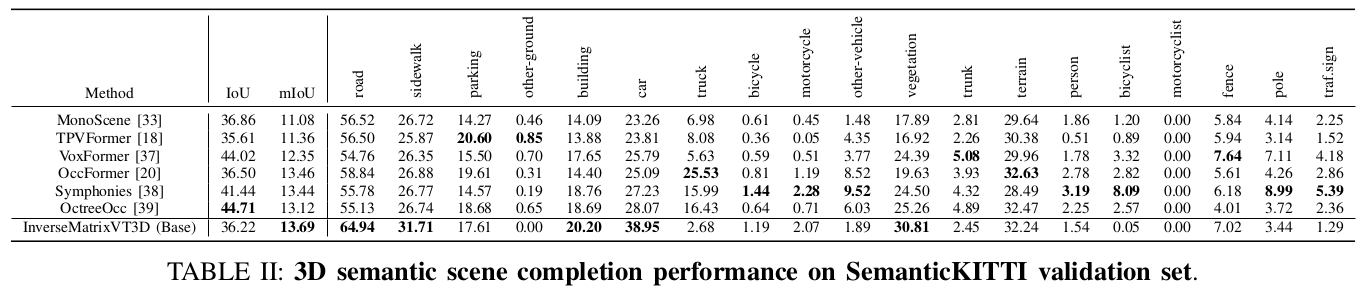 Method IoU mIoU road sidewalk parking other-ground building car truck bicycle motorcycle other-vehicle vegetation trunk terrain person bicyclist motorcyclist fence pole traf.sign
MonoScene [33] 36.86 11.08 56.52 26.72 14.27 0.46 14.09 23.26 6.98 0.61 0.45 1.48 17.89 2.81 29.64 1.86 1.20 0.00 5.84 4.14 2.25
TPVFormer [18] 35.61 11.36 56.50 25.87 20.60 0.85 13.88 23.81 8.08 0.36 0.05 4.35 16.92 2.26 30.38 0.51 0.89 0.00 5.94 3.14 1.52
VoxFormer [37] 44.02 12.35 54.76 26.35 15.50 0.70 17.65 25.79 5.63 0.59 0.51 3.77 24.39 5.08 29.96 1.78 3.32 0.00 7.64 7.11 4.18
OccFormer [20] 36.50 13.46 58.84 26.88 19.61 0.31 14.40 25.09 25.53 0.81 1.19 8.52 19.63 3.93 32.63 2.78 2.82 0.00 5.61 4.26 2.86
Symphonies [38] 41.44 13.44 55.78 26.77 14.57 0.19 18.76 27.23 15.99 1.44 2.28 9.52 24.50 4.32 28.49 3.19 8.09 0.00 6.18 8.99 5.39
OctreeOcc [39] 44.71 13.12 55.13 26.74 18.68 0.65 18.69 28.07 16.43 0.64 0.71 6.03 25.26 4.89 32.47 2.25 2.57 0.00 4.01 3.72 2.36
InverseMatrixVT3D (Base) 36.22 13.69 64.94 31.71 17.61 0.00 20.20 38.95 2.68 1.19 2.07 1.89 30.81 2.45 32.24 1.54 0.05 0.00 7.02 3.44 1.29
TABLE II: 3D semantic scene completion performance on SemanticKITTI validation set.